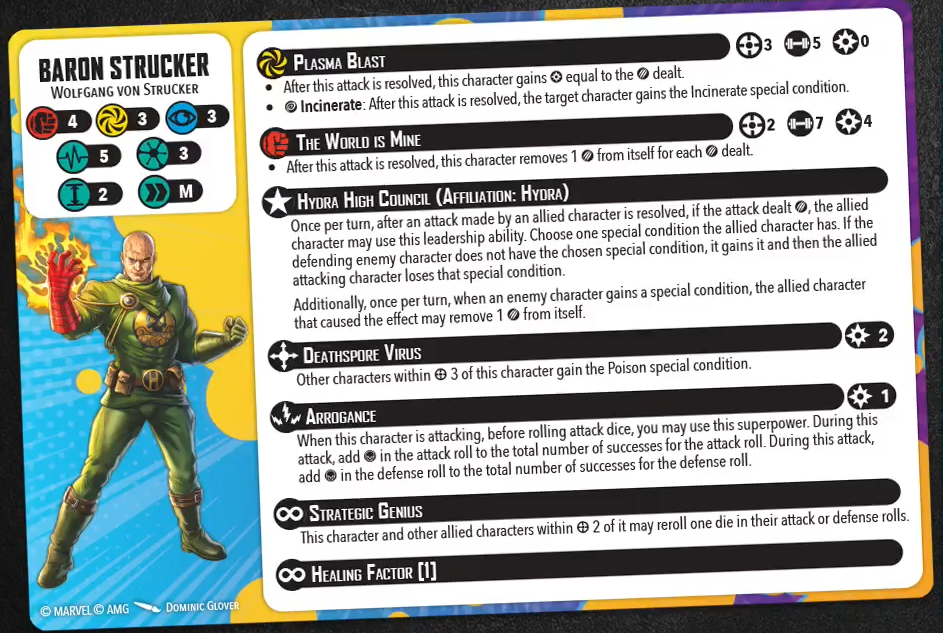 BARON STRUCKER
WOLFGANG VON STRUCKER
4 3 3
5 3
2 M
PLASMA BLAST 3 5 0
• After this attack is resolved, this character gains equal to the dealt.
• Incinerate: After this attack is resolved, the target character gains the Incinerate special condition.
THE WORLD IS MINE 2 7 4
• After this attack is resolved, this character removes 1 from itself for each dealt.
HYDRA HIGH COUNCIL (AFFILIATION: HYDRA)
Once per turn, after an attack made by an allied character is resolved, if the attack dealt , the allied
character may use this leadership ability. Choose one special condition the allied character has. If the
defending enemy character does not have the chosen special condition, it gains it and then the allied
attacking character loses that special condition.
Additionally, once per turn, when an enemy character gains a special condition, the allied character
that caused the effect may remove 1 from itself.
DEATHSPORE VIRUS 2
Other characters within 3 of this character gain the Poison special condition.
ARROGANCE 1
When this character is attacking, before rolling attack dice, you may use this superpower. During this
attack, add in the attack roll to the total number of successes for the attack roll. During this attack,
add in the defense roll to the total number of successes for the defense roll.
STRATEGIC GENIUS
This character and other allied characters within 2 of it may reroll one die in their attack or defense rolls.
HEALING FACTOR [1]
© MARVEL © AMG DOMINIC GLOVER